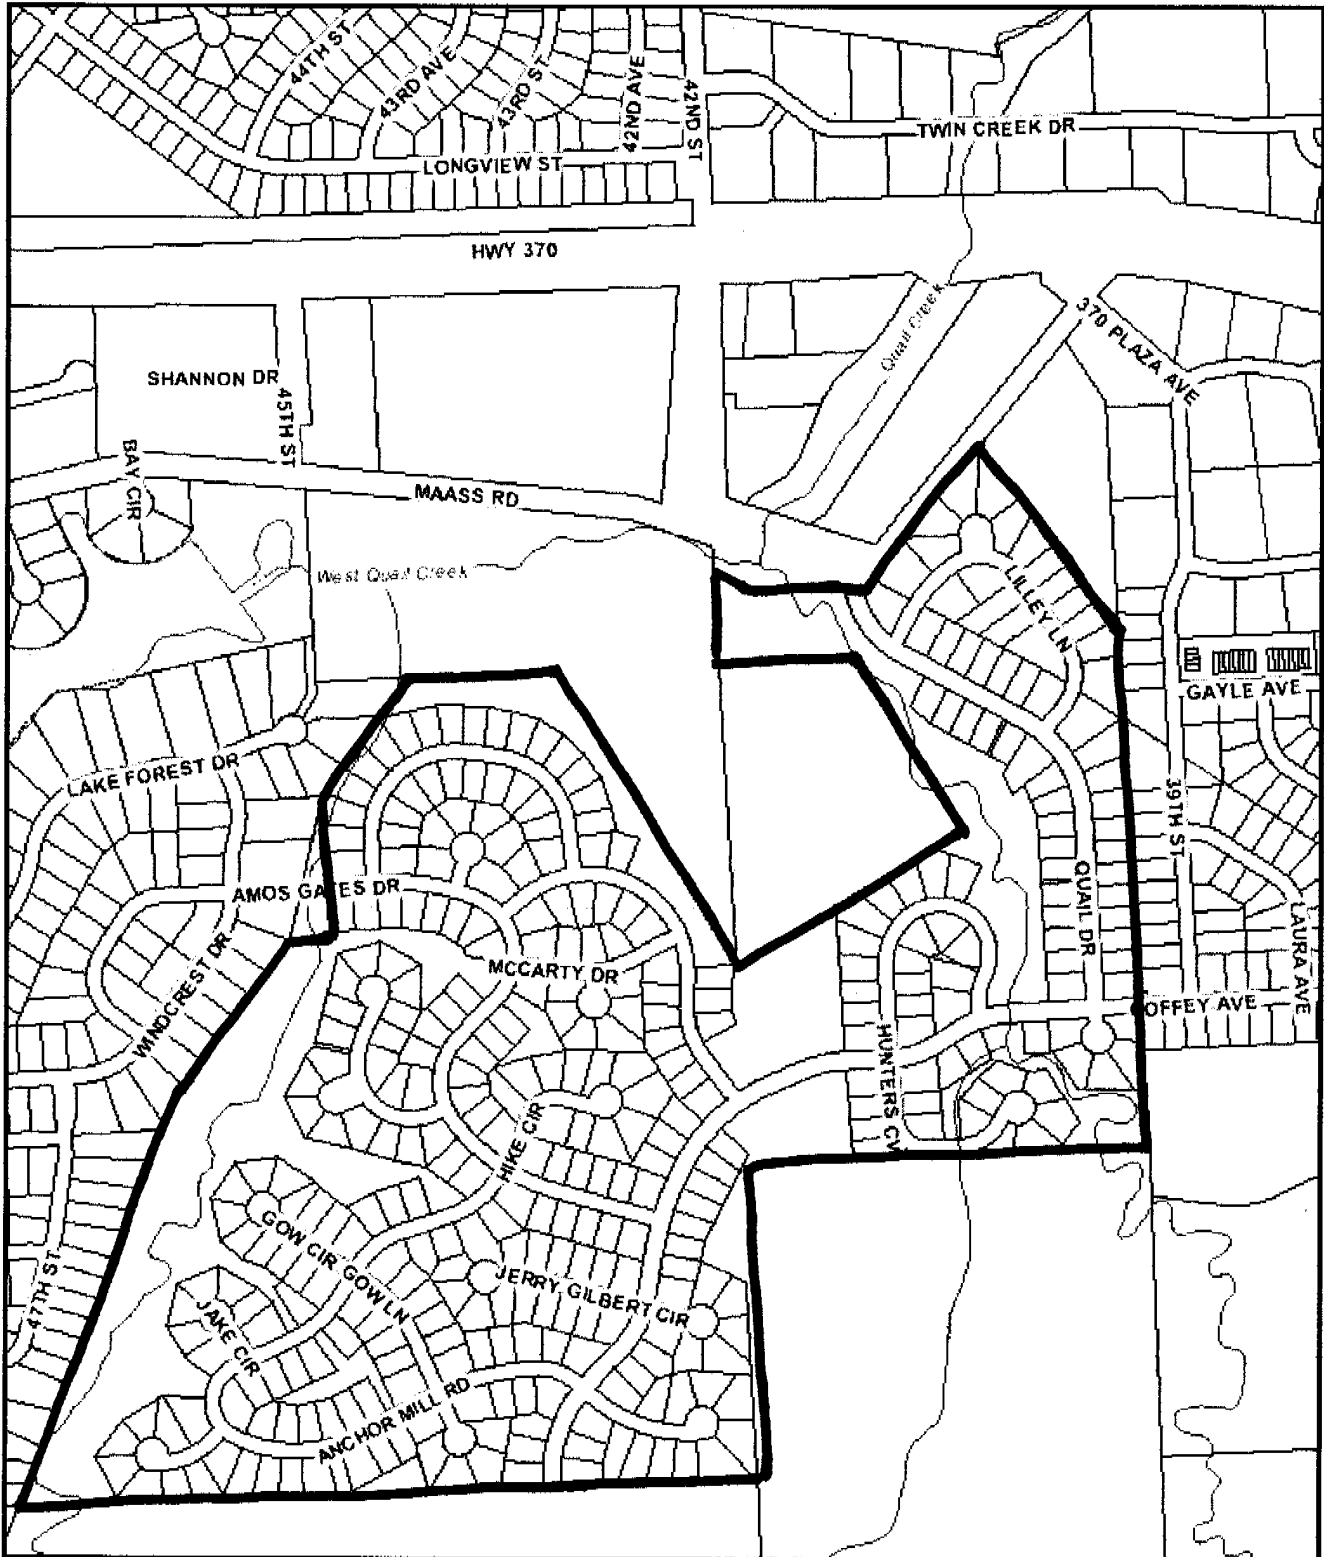 44TH ST
43RD AVE
43RD ST
42ND AVE
42ND ST
TWIN CREEK DR
LONGVIEW ST
HWY 370
Quail Creek
370 PLAZA AVE
SHANNON DR
45TH ST
BAY CIR
MAASS RD
West Quail Creek
LILLEY LN
GAYLE AVE
LAKE FOREST DR
39TH ST
AMOS GATES DR
QUAIL DR
LAURA AVE
WINDCREST DR
MCCARTY DR
COFFEY AVE
HUNTERS CV
HIKE CIR
GOW CIR
GOW LN
JERRY GILBERT CIR
47TH ST
JAKE CIR
ANCHOR MILL RD